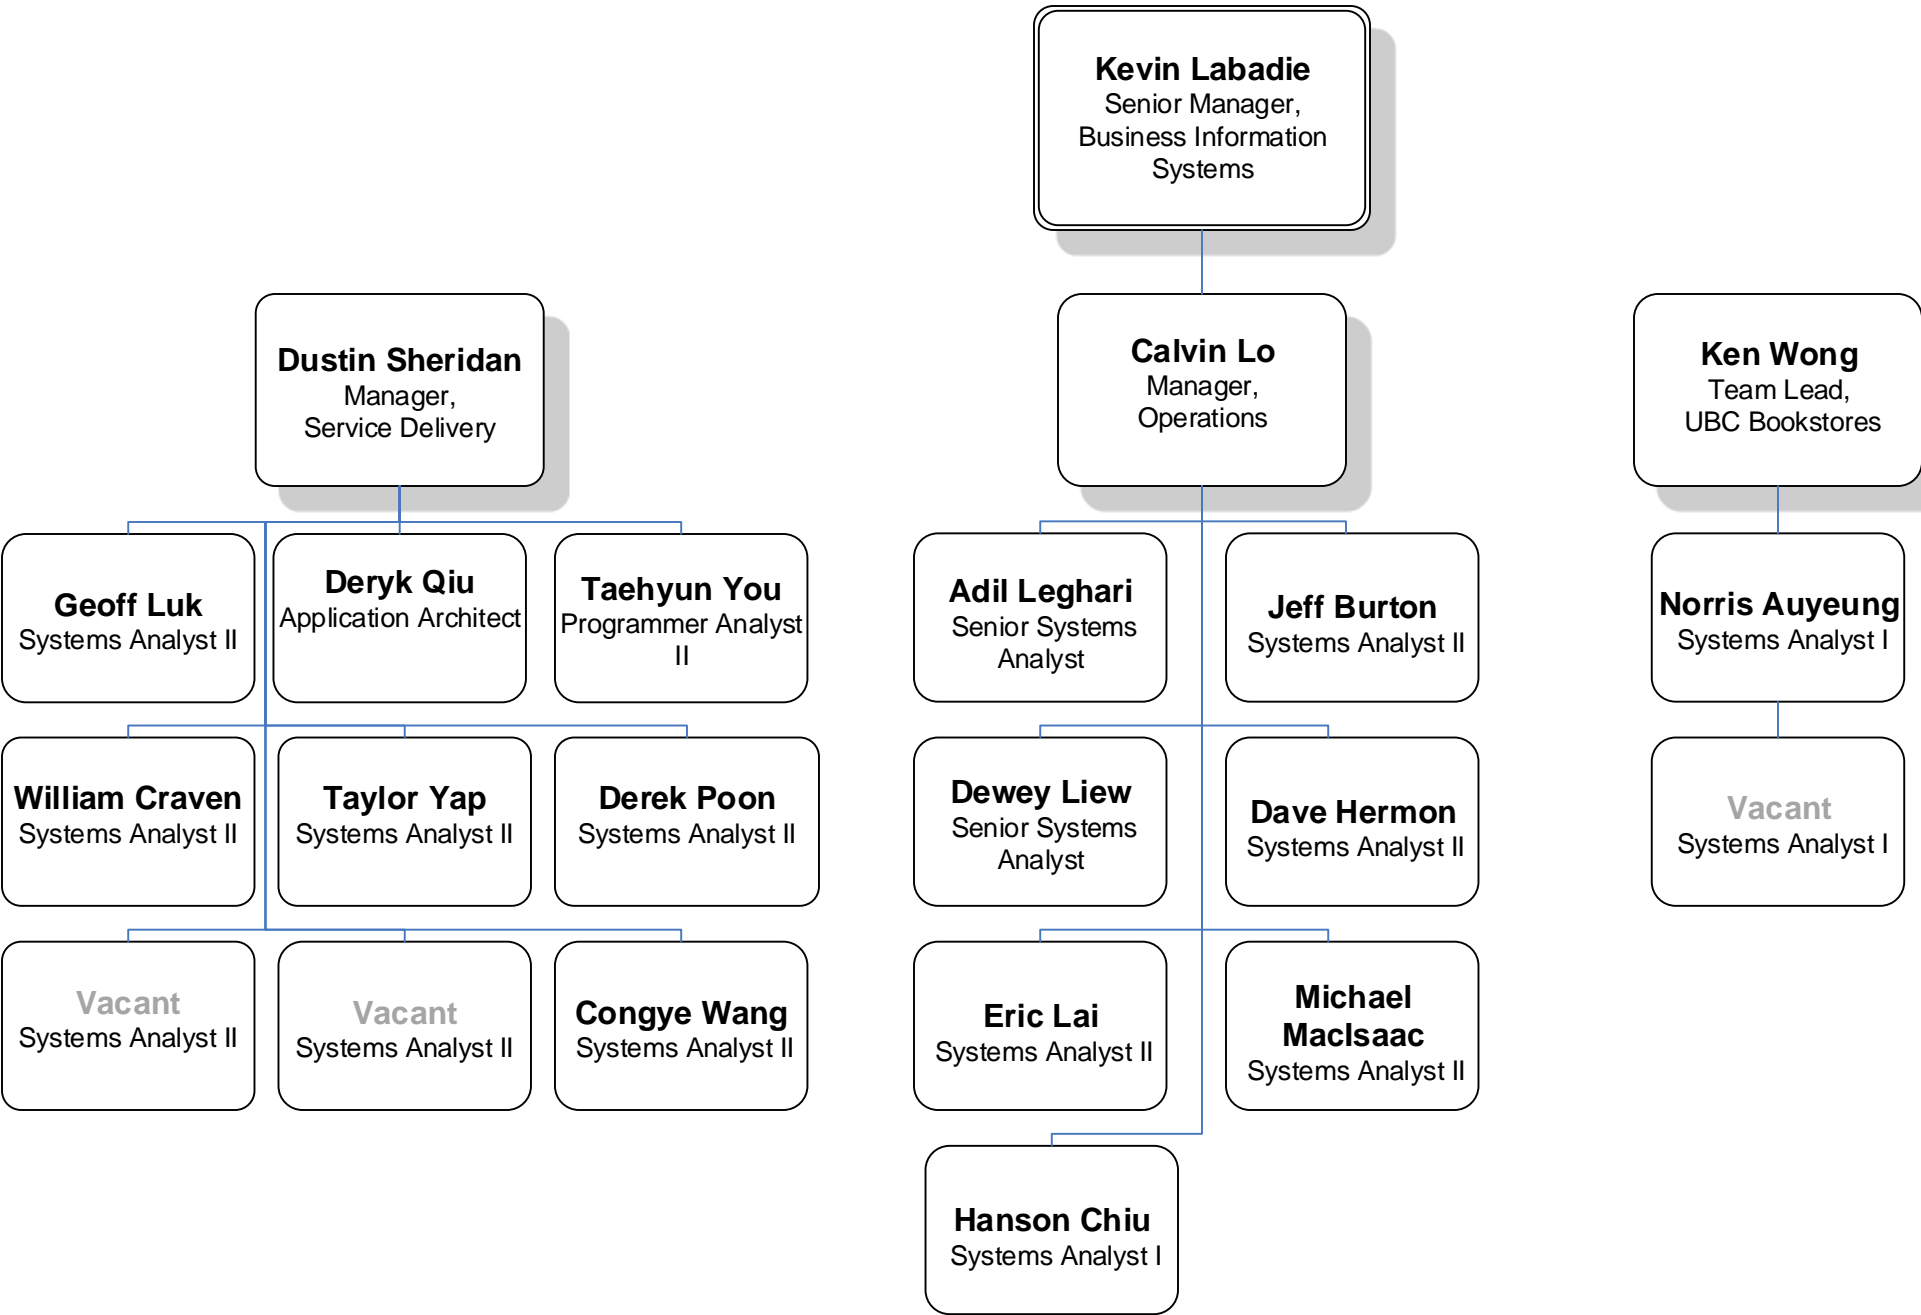 Kevin Labadie
Senior Manager,
Business Information
Systems
Dustin Sheridan
Manager,
Service Delivery
Calvin Lo
Manager,
Operations
Ken Wong
Team Lead,
UBC Bookstores
Geoff Luk
Systems Analyst II
Deryk Qiu
Application Architect
Taehyun You
Programmer Analyst
II
Adil Leghari
Senior Systems
Analyst
Jeff Burton
Systems Analyst II
Norris Auyeung
Systems Analyst I
William Craven
Systems Analyst II
Taylor Yap
Systems Analyst II
Derek Poon
Systems Analyst II
Dewey Liew
Senior Systems
Analyst
Dave Hermon
Systems Analyst II
Vacant
Systems Analyst I
Vacant
Systems Analyst II
Vacant
Systems Analyst II
Congye Wang
Systems Analyst II
Eric Lai
Systems Analyst II
Michael
MacIsaac
Systems Analyst II
Hanson Chiu
Systems Analyst I